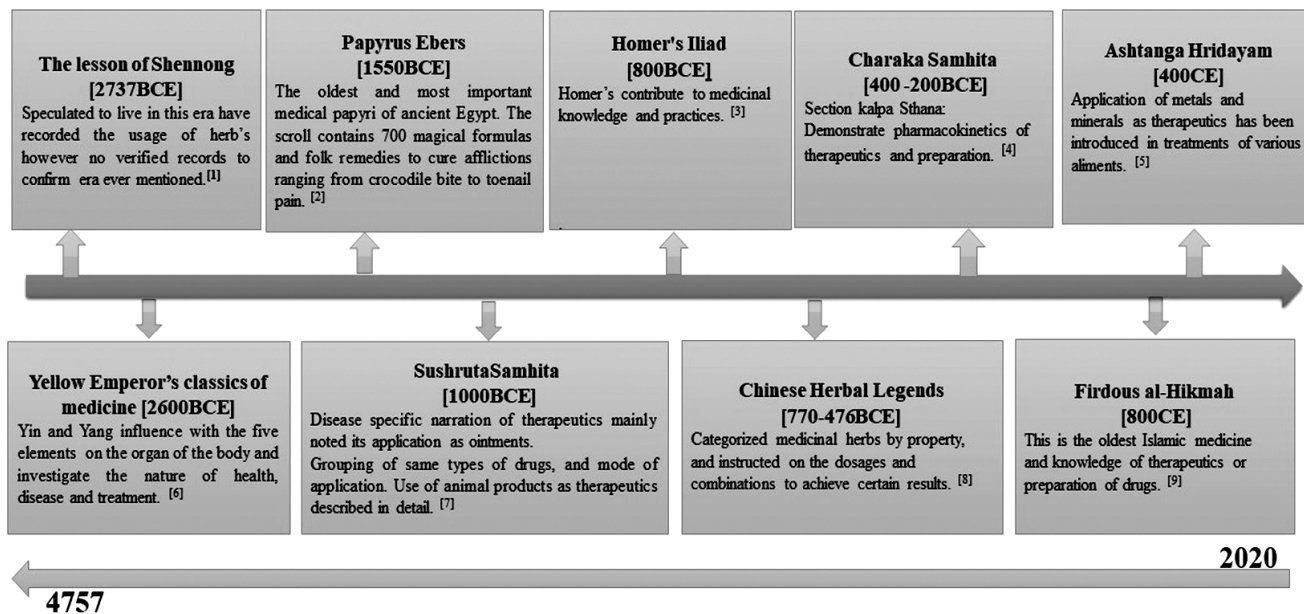 The lesson of Shennong
[2737BCE]
Speculated to live in this era have
recorded the usage of herb's
however no verified records to
confirm era ever mentioned.[1]
Papyrus Ebers
[1550BCE]
The oldest and most important
medical papyri of ancient Egypt. The
scroll contains 700 magical formulas
and folk remedies to cure afflictions
ranging from crocodile bite to toenail
pain. [2]
Homer's Iliad
[800BCE]
Homer's contribute to medicinal
knowledge and practices. [3]
.
Charaka Samhita
[400 -200BCE]
Section kalpa Sthana:
Demonstrate pharmacokinetics of
therapeutics and preparation. [4]
Ashtanga Hridayam
[400CE]
Application of metals and
minerals as therapeutics has been
introduced in treatments of various
aliments. [5]
Yellow Emperor's classics of
medicine [2600BCE]
Yin and Yang influence with the five
elements on the organ of the body and
investigate the nature of health,
disease and treatment. [6]
SushrutaSamhita
[1000BCE]
Disease specific narration of therapeutics mainly
noted its application as ointments.
Grouping of same types of drugs, and mode of
application. Use of animal products as therapeutics
described in detail. [7]
Chinese Herbal Legends
[770-476BCE]
Categorized medicinal herbs by property,
and instructed on the dosages and
combinations to achieve certain results. [8]
Firdous al-Hikmah
[800CE]
This is the oldest Islamic medicine
and knowledge of therapeutics or
preparation of drugs. [9]
2020
4757